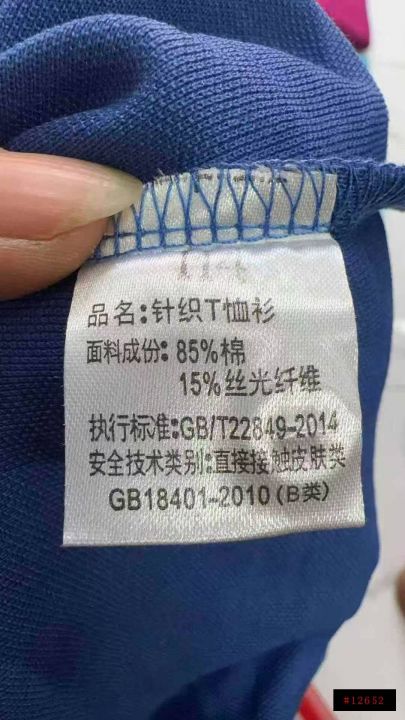 品名:针织T恤衫
面料成份:85%棉
15%丝光纤维
执行标准:GB/T22849-2014
安全技术类别:直接接触皮肤类
GB18401-2010(B类)
#12652